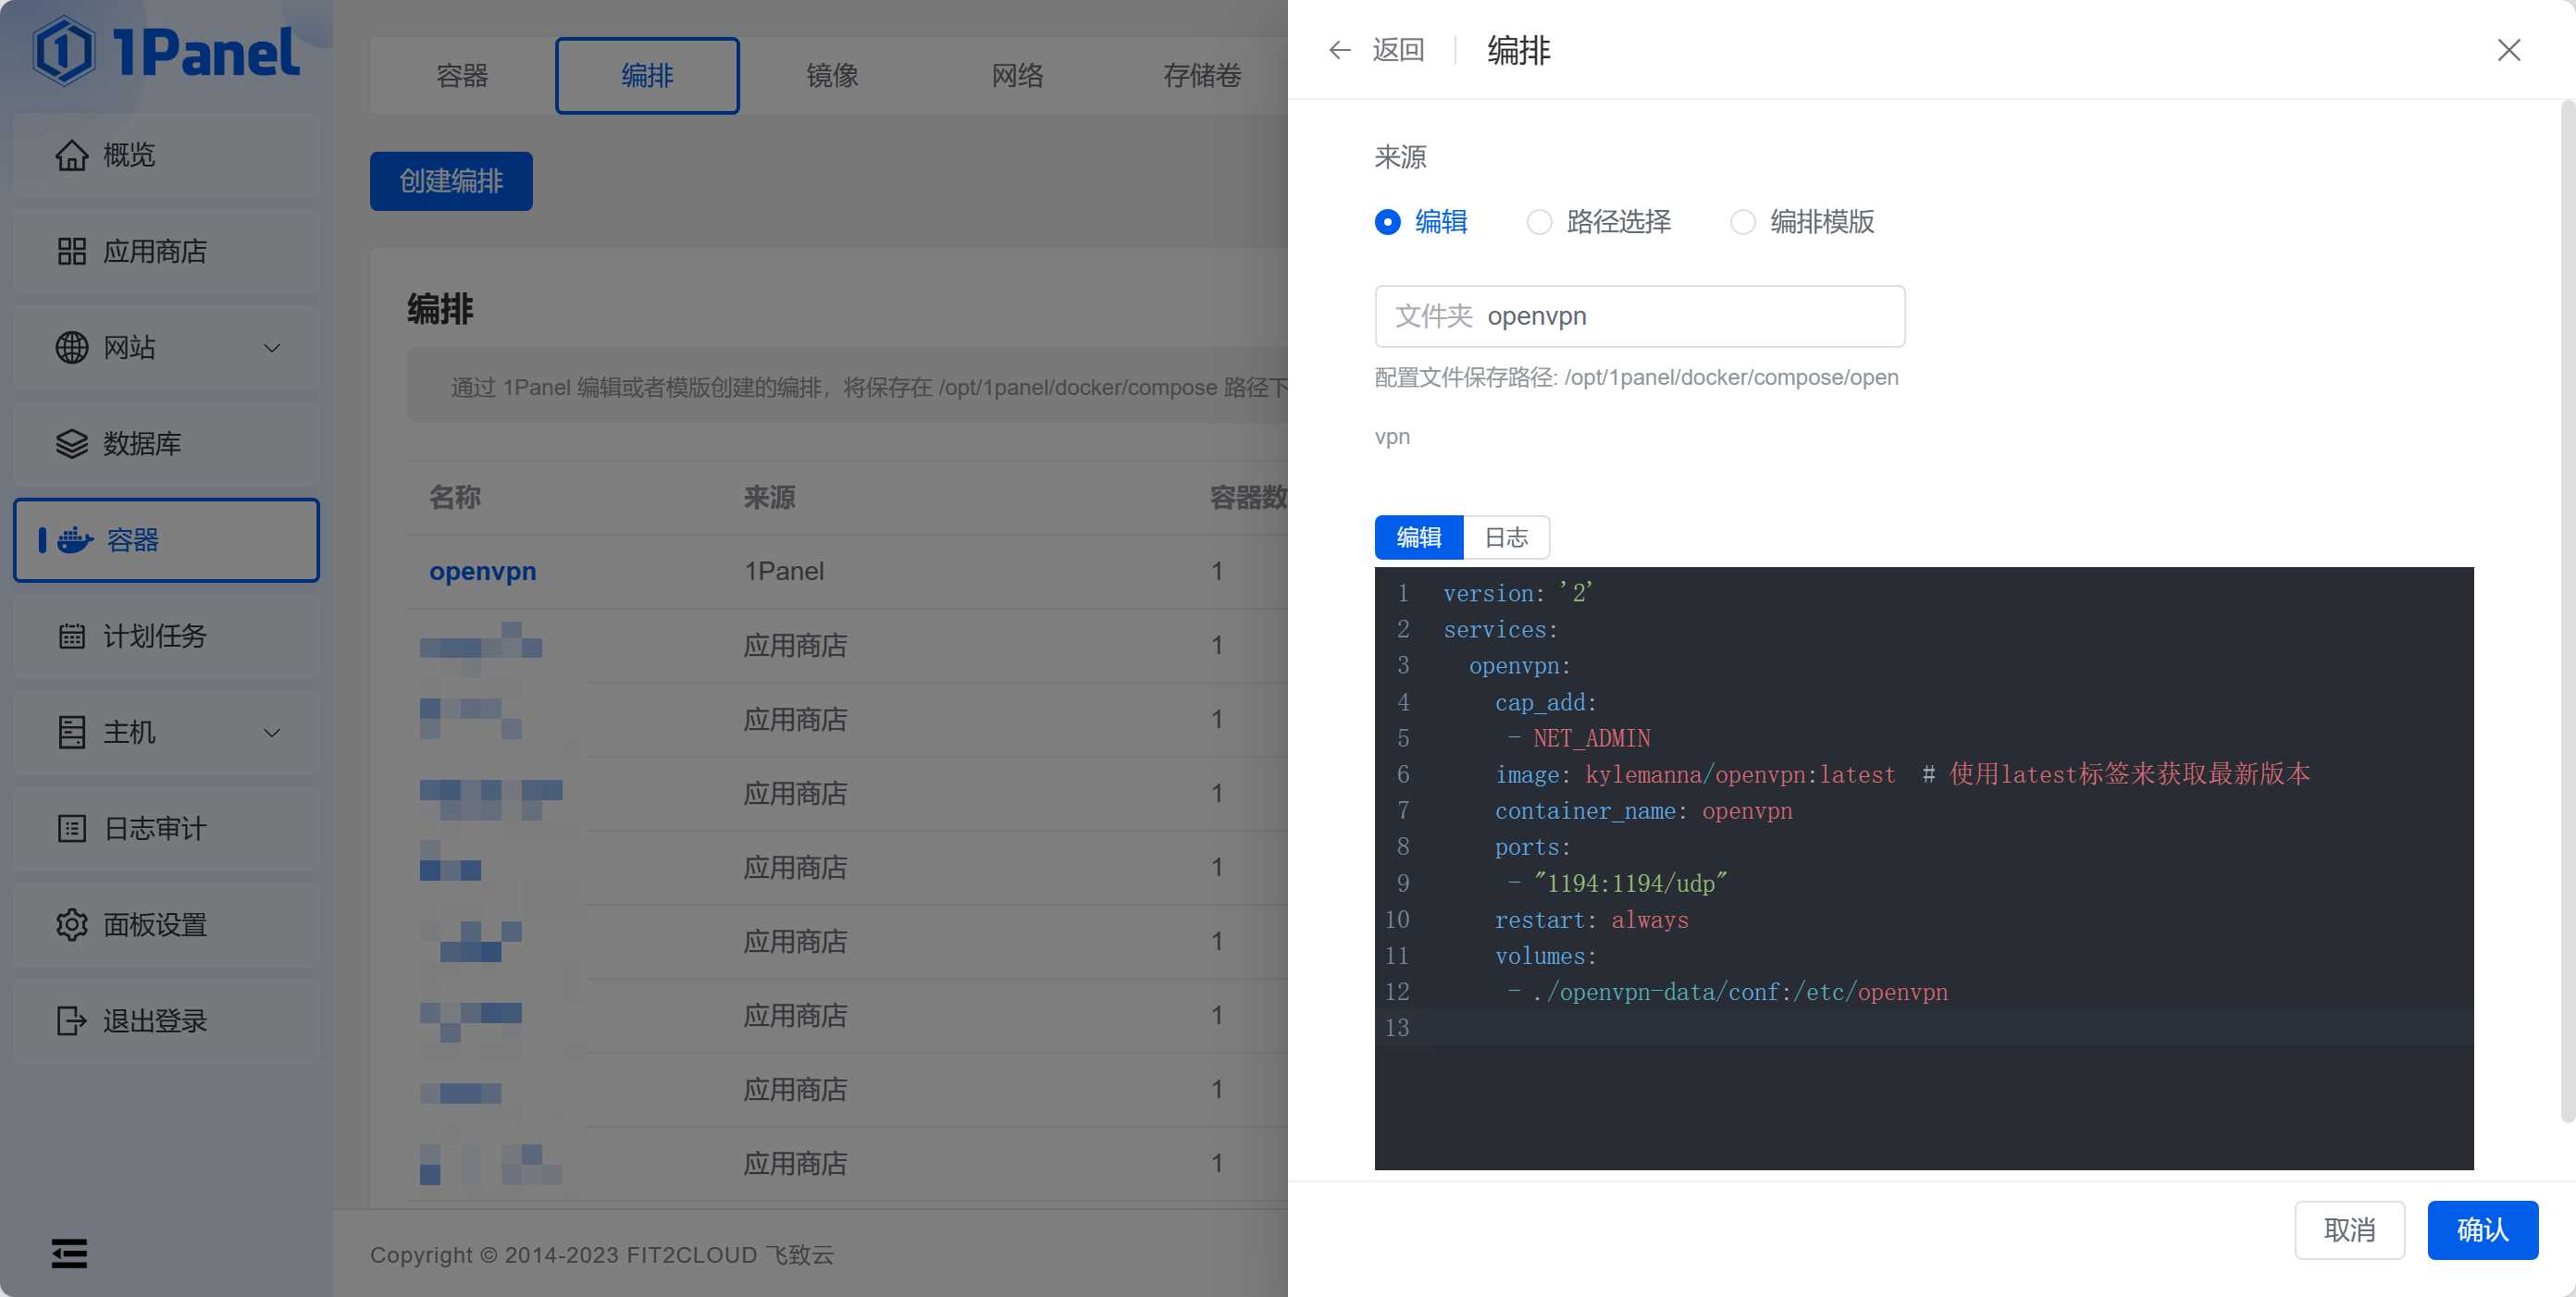 1Panel
概览
应用商店
网站
数据库
容器
计划任务
主机
日志审计
面板设置
退出登录
容器 编排 镜像 网络 存储卷
创建编排
编排
通过 1Panel 编辑或者模版创建的编排，将保存在 /opt/1panel/docker/compose 路径下
名称 来源 容器数
openvpn 1Panel 1
应用商店 1
应用商店 1
应用商店 1
应用商店 1
应用商店 1
应用商店 1
应用商店 1
应用商店 1
Copyright © 2014-2023 FIT2CLOUD 飞致云
返回 编排
来源
编辑 路径选择 编排模版
文件夹 openvpn
配置文件保存路径: /opt/1panel/docker/compose/open
vpn
编辑 日志
1 version: '2'
2 services:
3 openvpn:
4 cap_add:
5 - NET_ADMIN
6 image: kylemanna/openvpn:latest # 使用latest标签来获取最新版本
7 container_name: openvpn
8 ports:
9 - "1194:1194/udp"
10 restart: always
11 volumes:
12 - ./openvpn-data/conf:/etc/openvpn
13
取消 确认